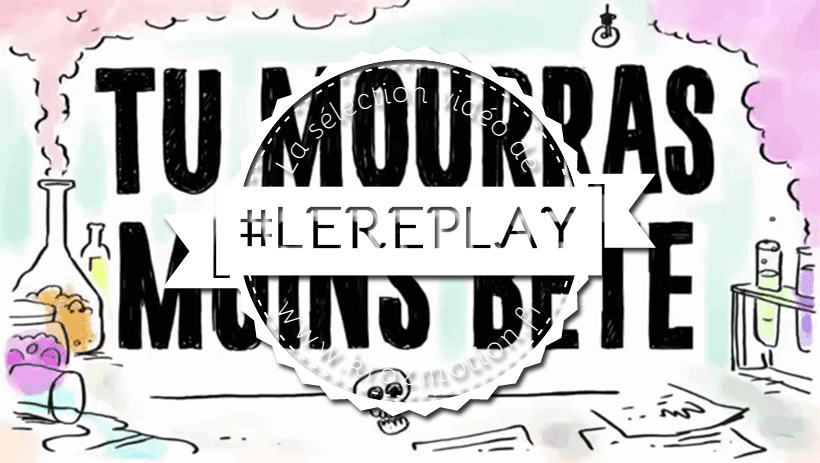 TU MOURRAS
La sélection vidéo de
#LEREPLAY
MOINS BÊTE